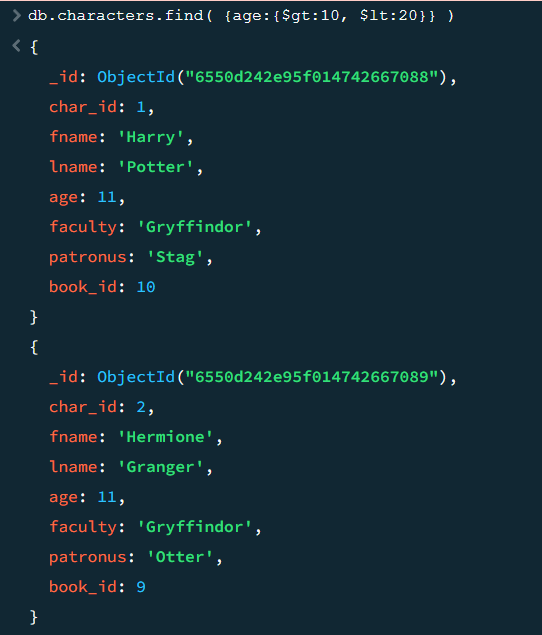 > db.characters.find( {age:{$gt:10, $lt:20}} )
< {
_id: ObjectId("6550d242e95f014742667088"),
char_id: 1,
fname: 'Harry',
lname: 'Potter',
age: 11,
faculty: 'Gryffindor',
patronus: 'Stag',
book_id: 10
}
{
_id: ObjectId("6550d242e95f014742667089"),
char_id: 2,
fname: 'Hermione',
lname: 'Granger',
age: 11,
faculty: 'Gryffindor',
patronus: 'Otter',
book_id: 9
}